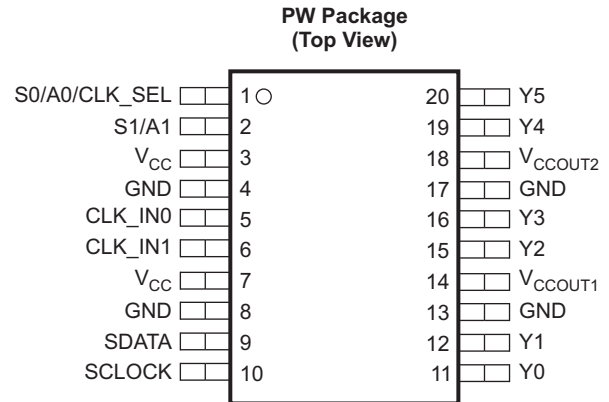 PW Package
(Top View)
S0/A0/CLK_SEL 1 20 Y5
S1/A1 2 19 Y4
VCC 3 18 VCCOUT2
GND 4 17 GND
CLK_IN0 5 16 Y3
CLK_IN1 6 15 Y2
VCC 7 14 VCCOUT1
GND 8 13 GND
SDATA 9 12 Y1
SCLOCK 10 11 Y0